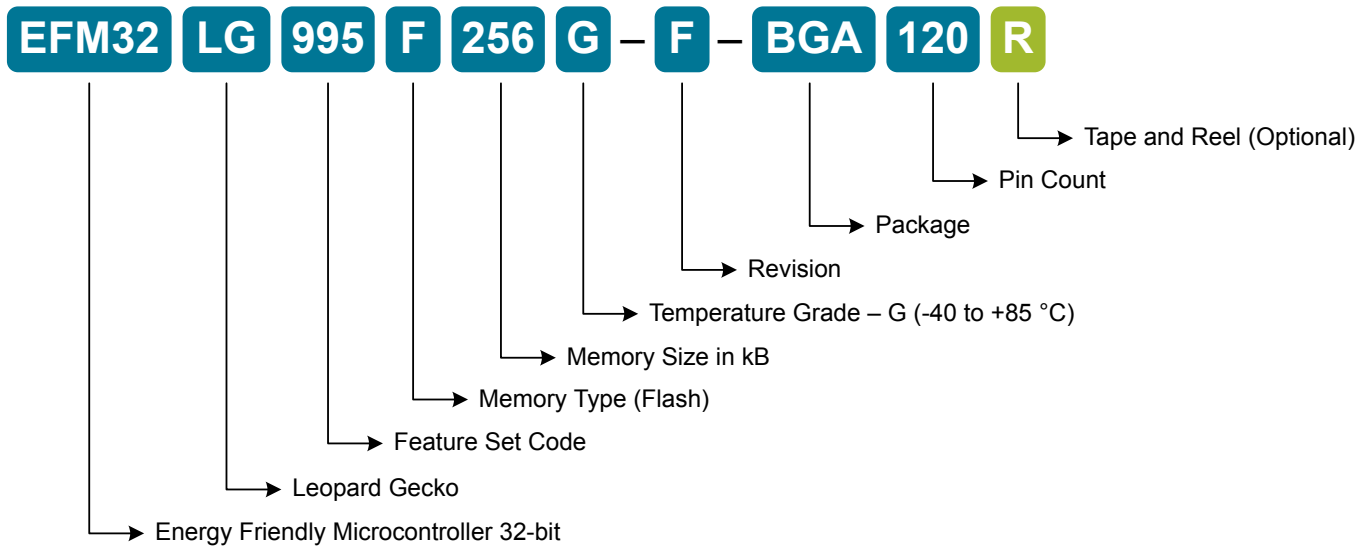 EFM32 LG 995 F 256 G – F – BGA 120 R
Tape and Reel (Optional)
Pin Count
Package
Revision
Temperature Grade – G (-40 to +85 °C)
Memory Size in kB
Memory Type (Flash)
Feature Set Code
Leopard Gecko
Energy Friendly Microcontroller 32-bit